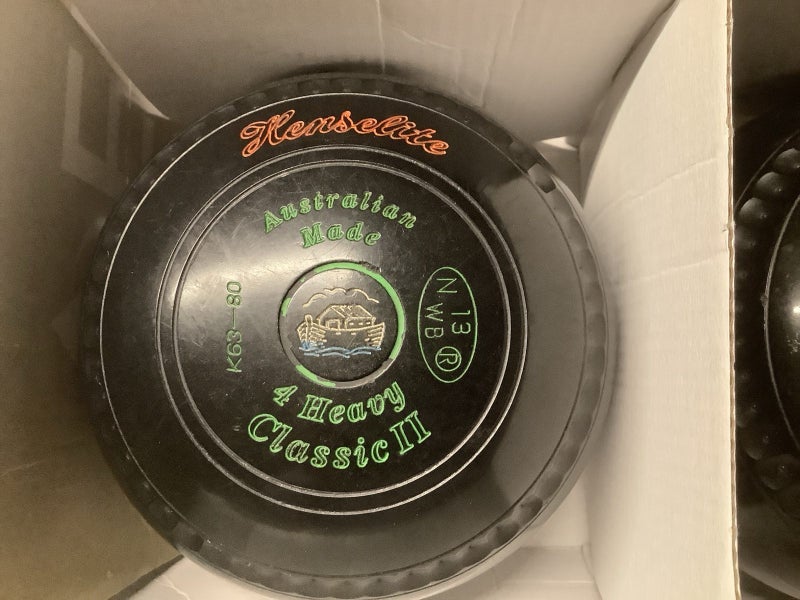 Henselite
Australian
Made
K63-80
N 13
WB R
4 Heavy
Classic II